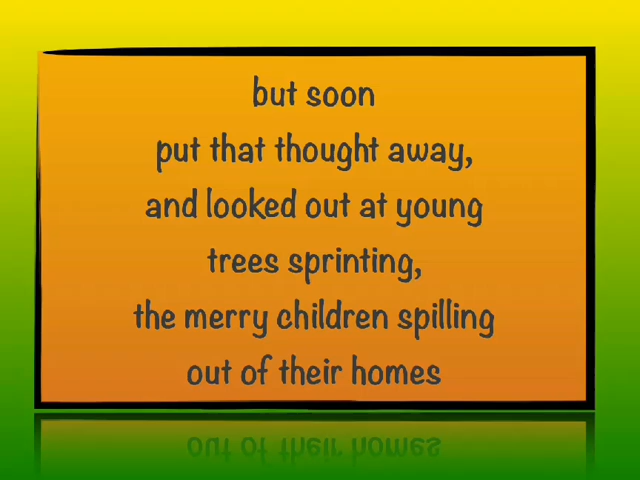 but soon
put that thought away,
and looked out at young
trees sprinting,
the merry children spilling
out of their homes